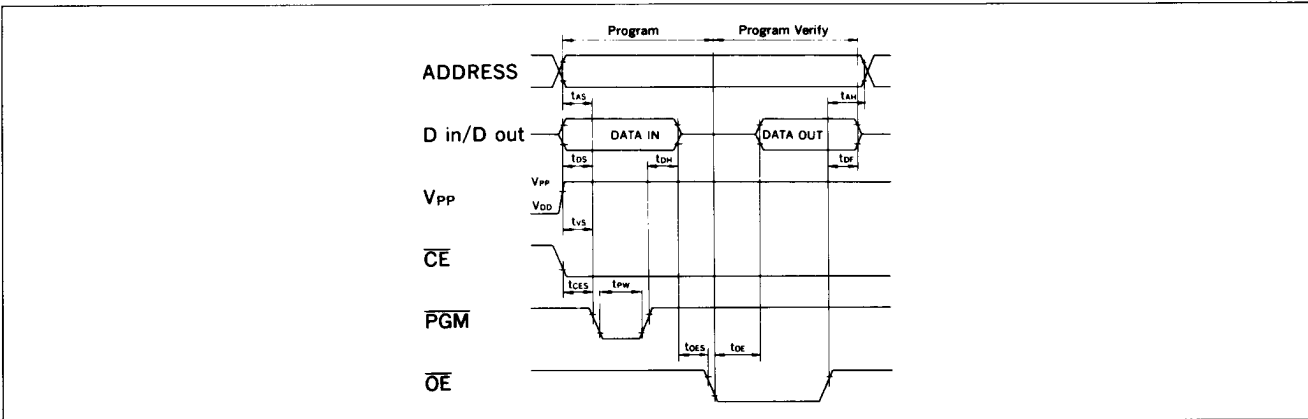 Program Program Verify
ADDRESS
tAS tAH
D in/D out DATA IN DATA OUT
tDS tDH tDF
VPP VPP
VDD
tVS
CE
tCES tPW
PGM
tOES tOE
OE